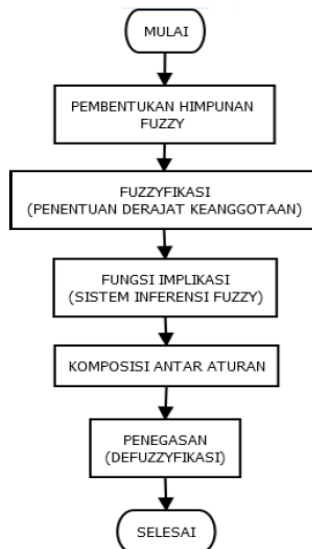 MULAI
PEMBENTUKAN HIMPUNAN
FUZZY
FUZZYFIKASI
(PENENTUAN DERAJAT KEANGGOTAAN)
FUNGSI IMPLIKASI
(SISTEM INFERENSI FUZZY)
KOMPOSISI ANTAR ATURAN
PENEGASAN
(DEFUZZYFIKASI)
SELESAI